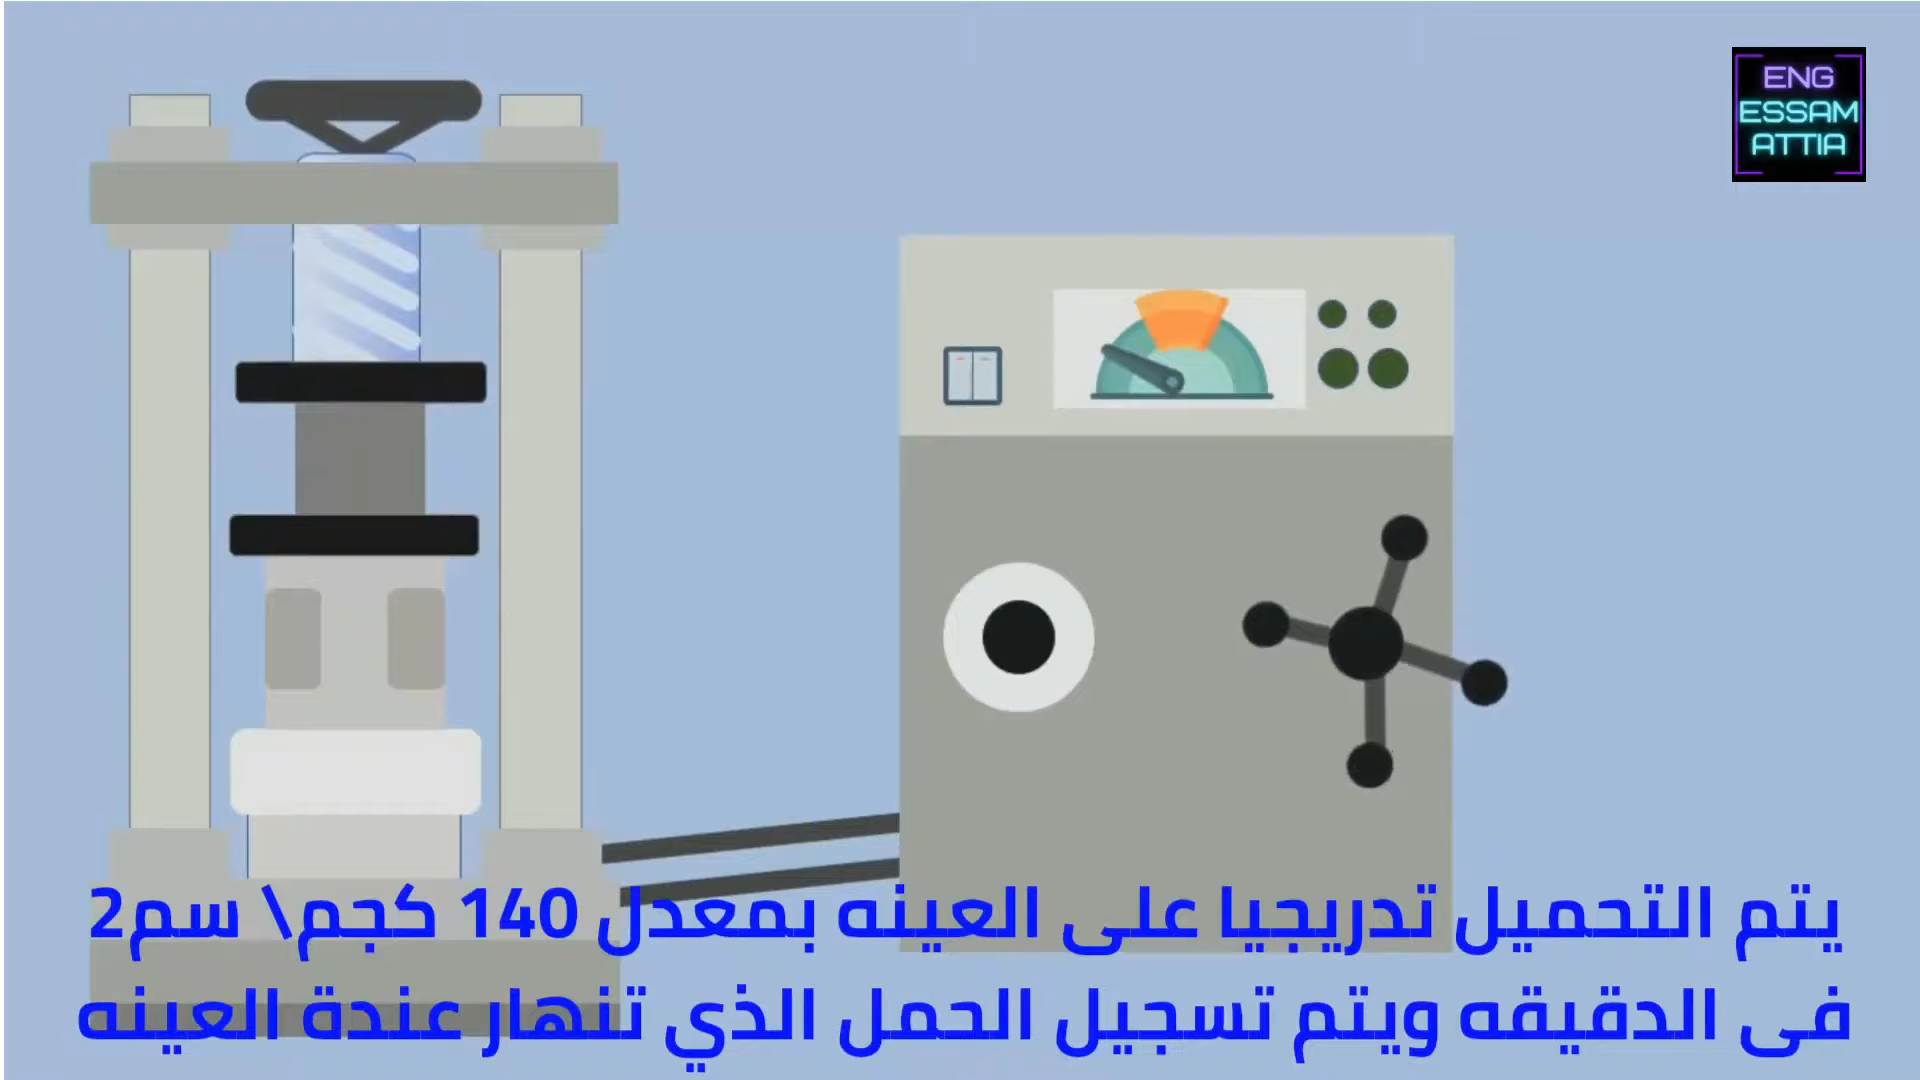 ENG
ESSAM
ATTIA
يتم التحميل تدريجيا على العينه بمعدل 140 كجم\ سم2
فى الدقيقه ويتم تسجيل الحمل الذي تنهار عندة العينه